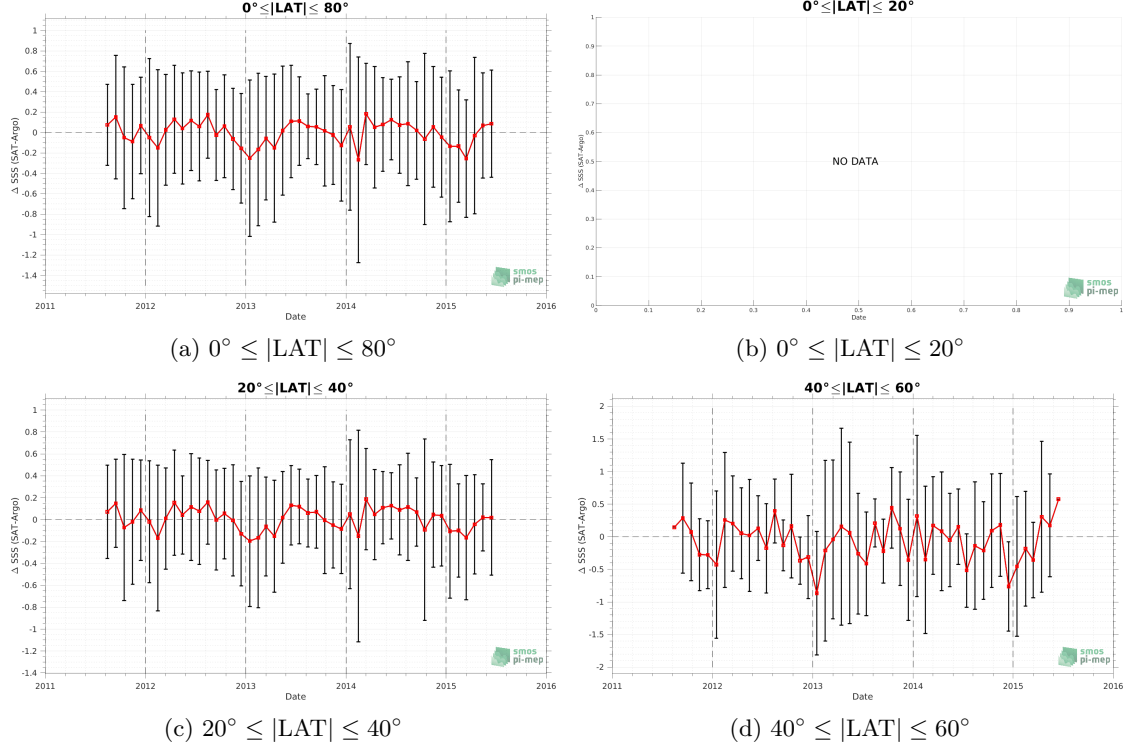 0°≤|LAT|≤ 80°
1
0.8
0.6
0.4
0.2
0
-0.2
-0.4
-0.6
-0.8
-1
-1.2
-1.4
Δ SSS (SAT-Argo)
2011 2012 2013 2014 2015 2016
Date
smos
pi-mep
(a) 0° ≤ |LAT| ≤ 80°
0°≤|LAT|≤ 20°
1
0.9
0.8
0.7
0.6
0.5
0.4
0.3
0.2
0.1
0
Δ SSS (SAT-Argo)
NO DATA
0 0.1 0.2 0.3 0.4 0.5 0.6 0.7 0.8 0.9 1
Date
smos
pi-mep
(b) 0° ≤ |LAT| ≤ 20°
20°≤|LAT|≤ 40°
1
0.8
0.6
0.4
0.2
0
-0.2
-0.4
-0.6
-0.8
-1
-1.2
-1.4
Δ SSS (SAT-Argo)
2011 2012 2013 2014 2015 2016
Date
smos
pi-mep
(c) 20° ≤ |LAT| ≤ 40°
40°≤|LAT|≤ 60°
2
1.5
1
0.5
0
-0.5
-1
-1.5
-2
Δ SSS (SAT-Argo)
2011 2012 2013 2014 2015 2016
Date
smos
pi-mep
(d) 40° ≤ |LAT| ≤ 60°